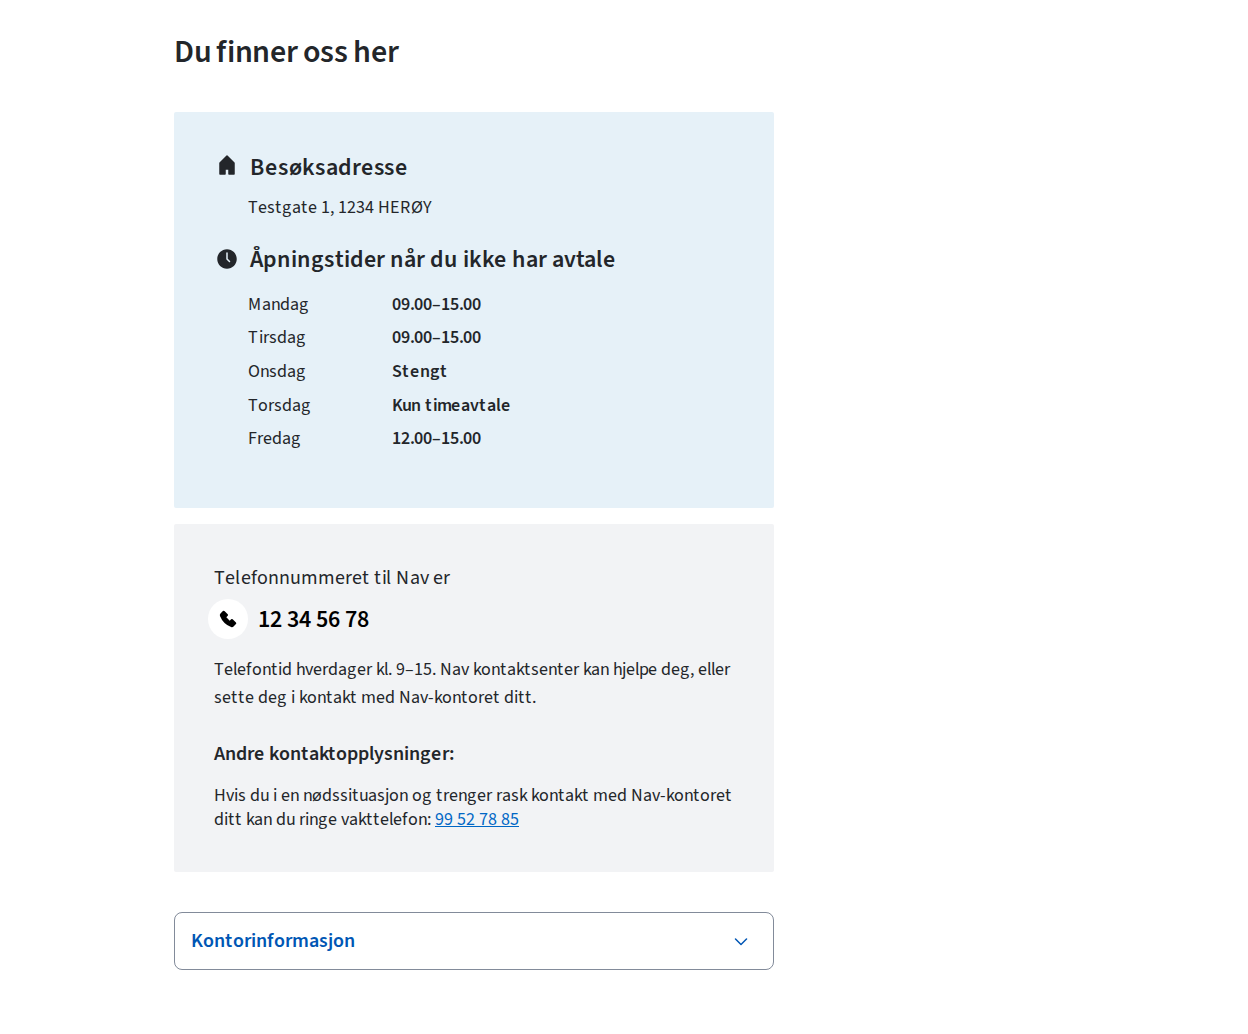 Du finner oss her
Besøksadresse
Testgate 1, 1234 HERØY
Åpningstider når du ikke har avtale
Mandag 09.00–15.00
Tirsdag 09.00–15.00
Onsdag Stengt
Torsdag Kun timeavtale
Fredag 12.00–15.00
Telefonnummeret til Nav er
12 34 56 78
Telefontid hverdager kl. 9–15. Nav kontaktsenter kan hjelpe deg, eller
sette deg i kontakt med Nav-kontoret ditt.
Andre kontaktopplysninger:
Hvis du i en nødssituasjon og trenger rask kontakt med Nav-kontoret
ditt kan du ringe vakttelefon: 99 52 78 85
Kontorinformasjon